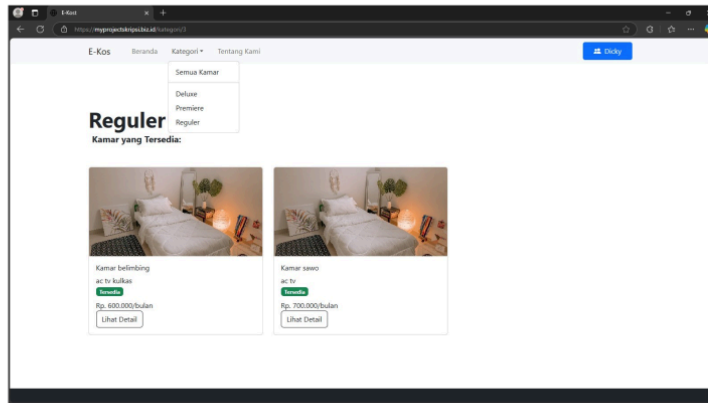 E-Kost
https://myprojectskripsi.biz.id/kategori/3
E-Kos Beranda Kategori Tentang Kami Dicky
Semua Kamar
Deluxe
Premiere
Reguler
Reguler
Kamar yang Tersedia:
Kamar belimbing
ac tv kulkas
Tersedia
Rp. 600.000/bulan
Lihat Detail
Kamar sawo
ac tv
Tersedia
Rp. 700.000/bulan
Lihat Detail